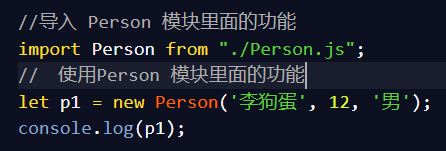 //导入 Person 模块里面的功能
import Person from "./Person.js";
//  使用Person 模块里面的功能
let p1 = new Person('李狗蛋', 12, '男');
console.log(p1);